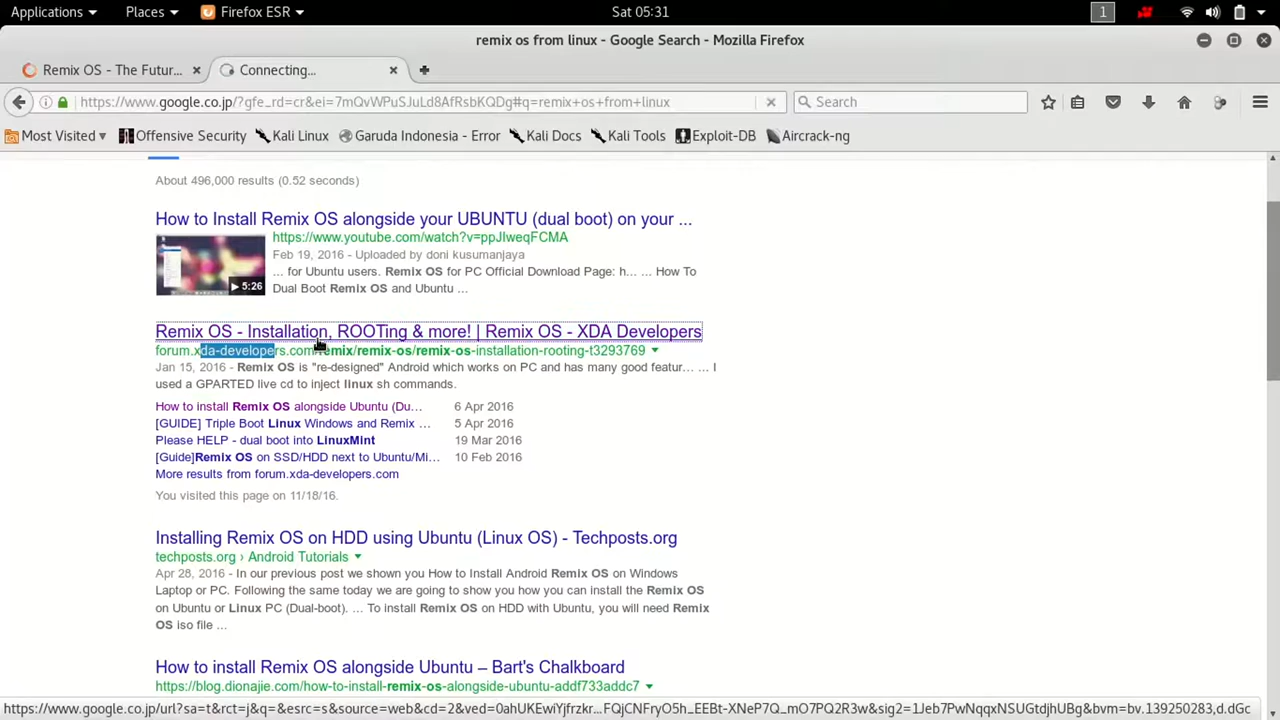 Applications Places Firefox ESR Sat 05:31 1
remix os from linux - Google Search - Mozilla Firefox
Remix OS - The Futur... Connecting...
https://www.google.co.jp/?gfe_rd=cr&ei=7mQvWPuSJuLd8AfRsbKQDg#q=remix+os+from+linux Search
Most Visited Offensive Security Kali Linux Garuda Indonesia - Error Kali Docs Kali Tools Exploit-DB Aircrack-ng
About 496,000 results (0.52 seconds)
How to Install Remix OS alongside your UBUNTU (dual boot) on your ...
https://www.youtube.com/watch?v=ppJIweqFCMA
Feb 19, 2016 - Uploaded by doni kusumanjaya
... for Ubuntu users. Remix OS for PC Official Download Page: h... ... How To
Dual Boot Remix OS and Ubuntu ...
5:26
Remix OS - Installation, ROOTing & more! | Remix OS - XDA Developers
forum.xda-developers.com/remix/remix-os/remix-os-installation-rooting-t3293769
Jan 15, 2016 - Remix OS is "re-designed" Android which works on PC and has many good featur... ... I
used a GPARTED live cd to inject linux sh commands.
How to install Remix OS alongside Ubuntu (Du... 6 Apr 2016
[GUIDE] Triple Boot Linux Windows and Remix ... 5 Apr 2016
Please HELP - dual boot into LinuxMint 19 Mar 2016
[Guide]Remix OS on SSD/HDD next to Ubuntu/Mi... 10 Feb 2016
More results from forum.xda-developers.com
You visited this page on 11/18/16.
Installing Remix OS on HDD using Ubuntu (Linux OS) - Techposts.org
techposts.org › Android Tutorials
Apr 28, 2016 - In our previous post we shown you How to Install Android Remix OS on Windows
Laptop or PC. Following the same today we are going to show you how you can install the Remix OS
on Ubuntu or Linux PC (Dual-boot). ... To install Remix OS on HDD with Ubuntu, you will need Remix
OS iso file ...
How to install Remix OS alongside Ubuntu – Bart's Chalkboard
https://blog.dionajie.com/how-to-install-remix-os-alongside-ubuntu-addf733addc7
https://www.google.co.jp/url?sa=t&rct=j&q=&esrc=s&source=web&cd=2&ved=0ahUKEwiYjfrzkr...FQjCNFryO5h_EEBt-XNeP7Q_mO7PQ2R3w&sig2=1Jeb7PwNqqxNSUGtdjhUBg&bvm=bv.139250283,d.dGc